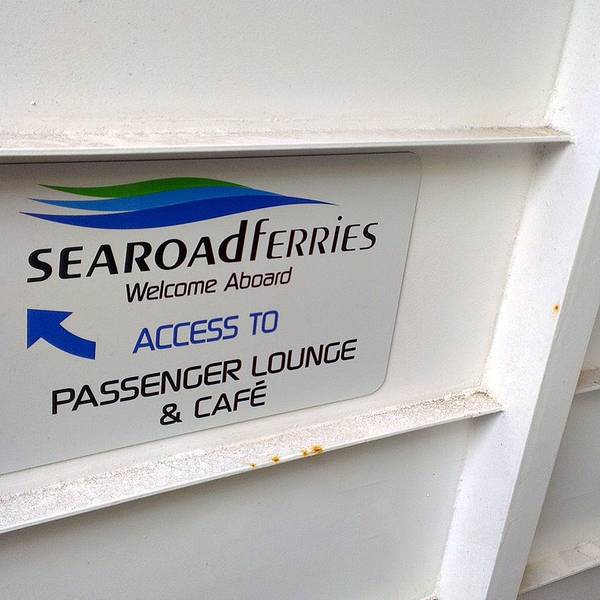 SEAROADFERRIES
Welcome Aboard
ACCESS TO
PASSENGER LOUNGE
& CAFÉ